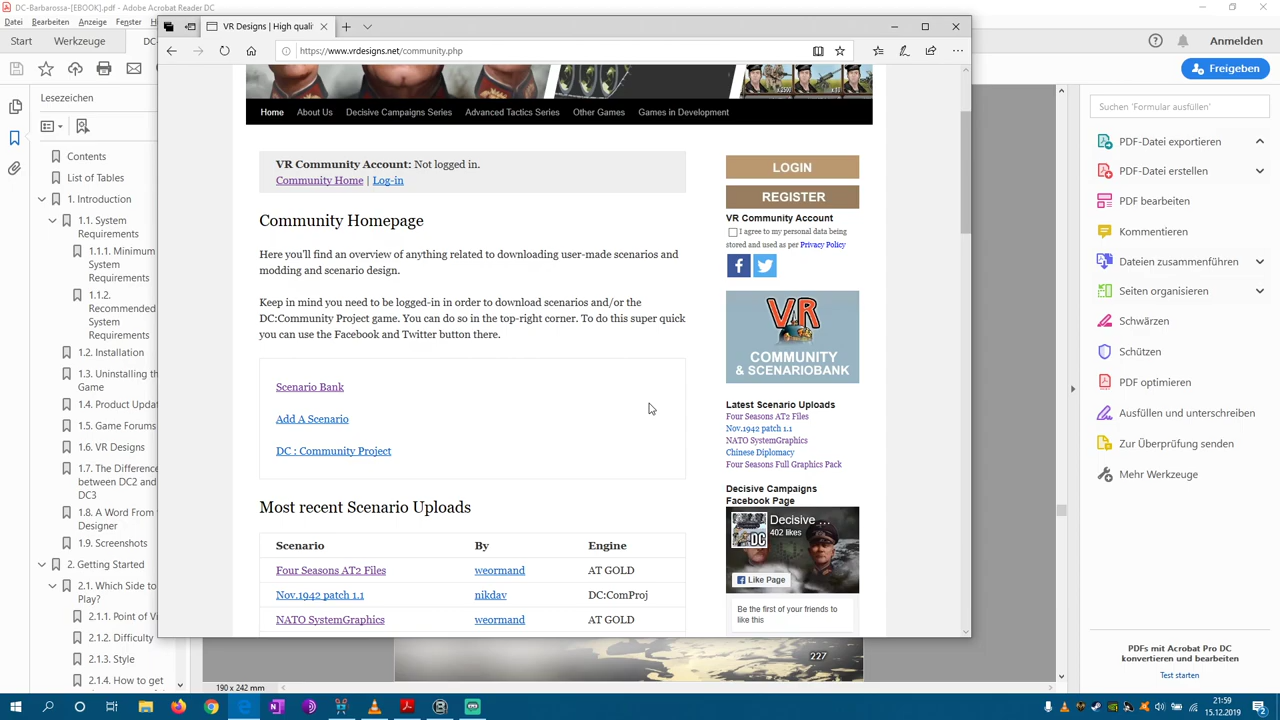 DC-Barbarossa-[EBOOK].pdf - Adobe Acrobat Reader DC
Datei Bearbeiten Anzeige Fenster
Start Werkzeuge DC-
Anmelden
Freigeben
Lesezeichen
Contents
List of Tables
1. Introduction
1.1. System
Requirements
1.1.1. Minimum
System
Requirements
1.1.2.
Recommended
System
Requirements
1.2. Installation
1.3. Uninstalling the
Game
1.4. Product Updat
1.5. Game Forums
1.6. VR Designs
1.7. The Difference
between DC2 and
DC3
1.8. A Word From
Designer
1.9. Screenshots
2. Getting Started
2.1. Which Side to
Play?
2.1.1. Point of Vi
2.1.2. Difficulty
2.1.3. Style
2.1.4. How to get
VR Designs | High quali
https://www.vrdesigns.net/community.php
Home About Us Decisive Campaigns Series Advanced Tactics Series Other Games Games in Development
VR Community Account: Not logged in.
Community Home | Log-in
Community Homepage
Here you'll find an overview of anything related to downloading user-made scenarios and
modding and scenario design.
Keep in mind you need to be logged-in in order to download scenarios and/or the
DC:Community Project game. You can do so in the top-right corner. To do this super quick
you can use the Facebook and Twitter button there.
Scenario Bank
Add A Scenario
DC : Community Project
Most recent Scenario Uploads
Scenario By Engine
Four Seasons AT2 Files weormand AT GOLD
Nov.1942 patch 1.1 nikdav DC:ComProj
NATO SystemGraphics weormand AT GOLD
LOGIN
REGISTER
VR Community Account
I agree to my personal data being
stored and used as per Privacy Policy
VR
COMMUNITY
& SCENARIOBANK
Latest Scenario Uploads
Four Seasons AT2 Files
Nov.1942 patch 1.1
NATO SystemGraphics
Chinese Diplomacy
Four Seasons Full Graphics Pack
Decisive Campaigns
Facebook Page
Decisive ...
402 likes
Like Page
Be the first of your friends to
like this
Suchen 'Formular ausfüllen'
PDF-Datei exportieren
PDF-Datei erstellen
PDF bearbeiten
Kommentieren
Dateien zusammenführen
Seiten organisieren
Schwärzen
Schützen
PDF optimieren
Ausfüllen und unterschreiben
Zur Überprüfung senden
Mehr Werkzeuge
PDFs mit Acrobat Pro DC
konvertieren und bearbeiten
Test starten
227
190 x 242 mm
21:59
15.12.2019
2